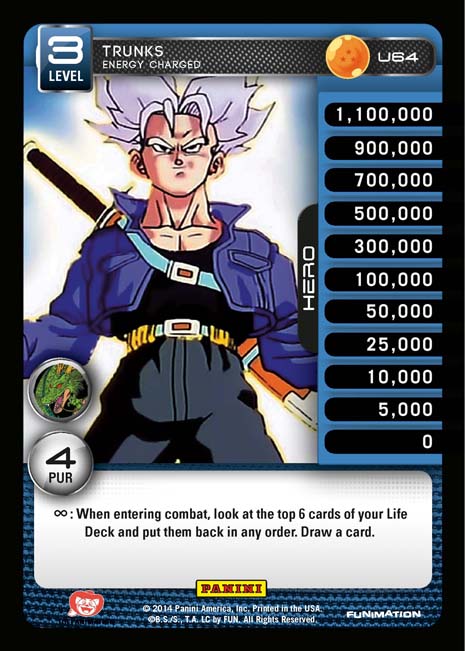 3
LEVEL
TRUNKS
ENERGY CHARGED
U64
1,100,000
900,000
700,000
500,000
300,000
100,000
50,000
25,000
10,000
5,000
0
HERO
4
PUR
∞: When entering combat, look at the top 6 cards of your Life
Deck and put them back in any order. Draw a card.
PANINI
© 2014 Panini America, Inc. Printed in the USA.
©B.S./S., T.A. LC by FUN. All Rights Reserved.
FUNIMATION